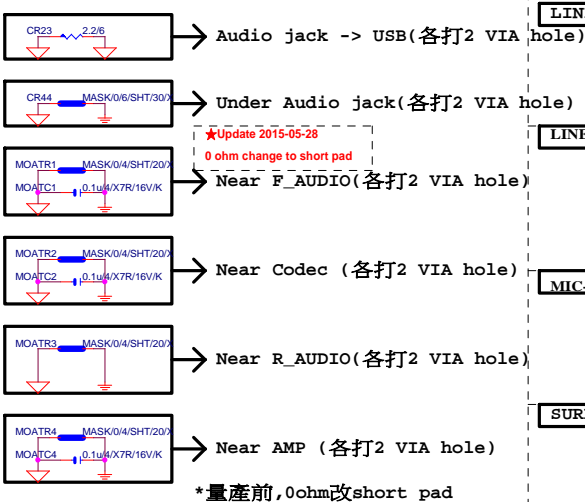 LIN
CR23 2.2/6
Audio jack -> USB(各打2 VIA hole)
CR44 MASK/0/6/SHT/30/X
Under Audio jack(各打2 VIA hole)
★Update 2015-05-28
0 ohm change to short pad
LINE
MOATR1 MASK/0/4/SHT/20/X
MOATC1 0.1u/4/X7R/16V/K
Near F_AUDIO(各打2 VIA hole)
MOATR2 MASK/0/4/SHT/20/X
MOATC2 0.1u/4/X7R/16V/K
Near Codec (各打2 VIA hole)
MIC-
MOATR3 MASK/0/4/SHT/20/X
Near R_AUDIO(各打2 VIA hole)
SUR
MOATR4 MASK/0/4/SHT/20/X
MOATC4 0.1u/4/X7R/16V/K
Near AMP (各打2 VIA hole)
*量產前,0ohm改short pad